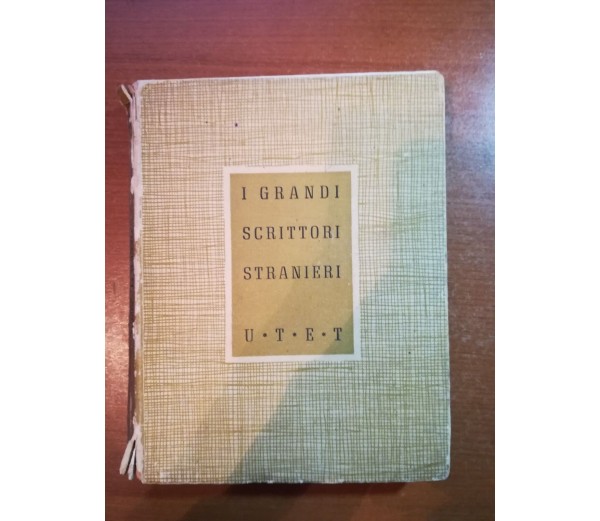 I GRANDI
SCRITTORI
STRANIERI
U·T·E·T